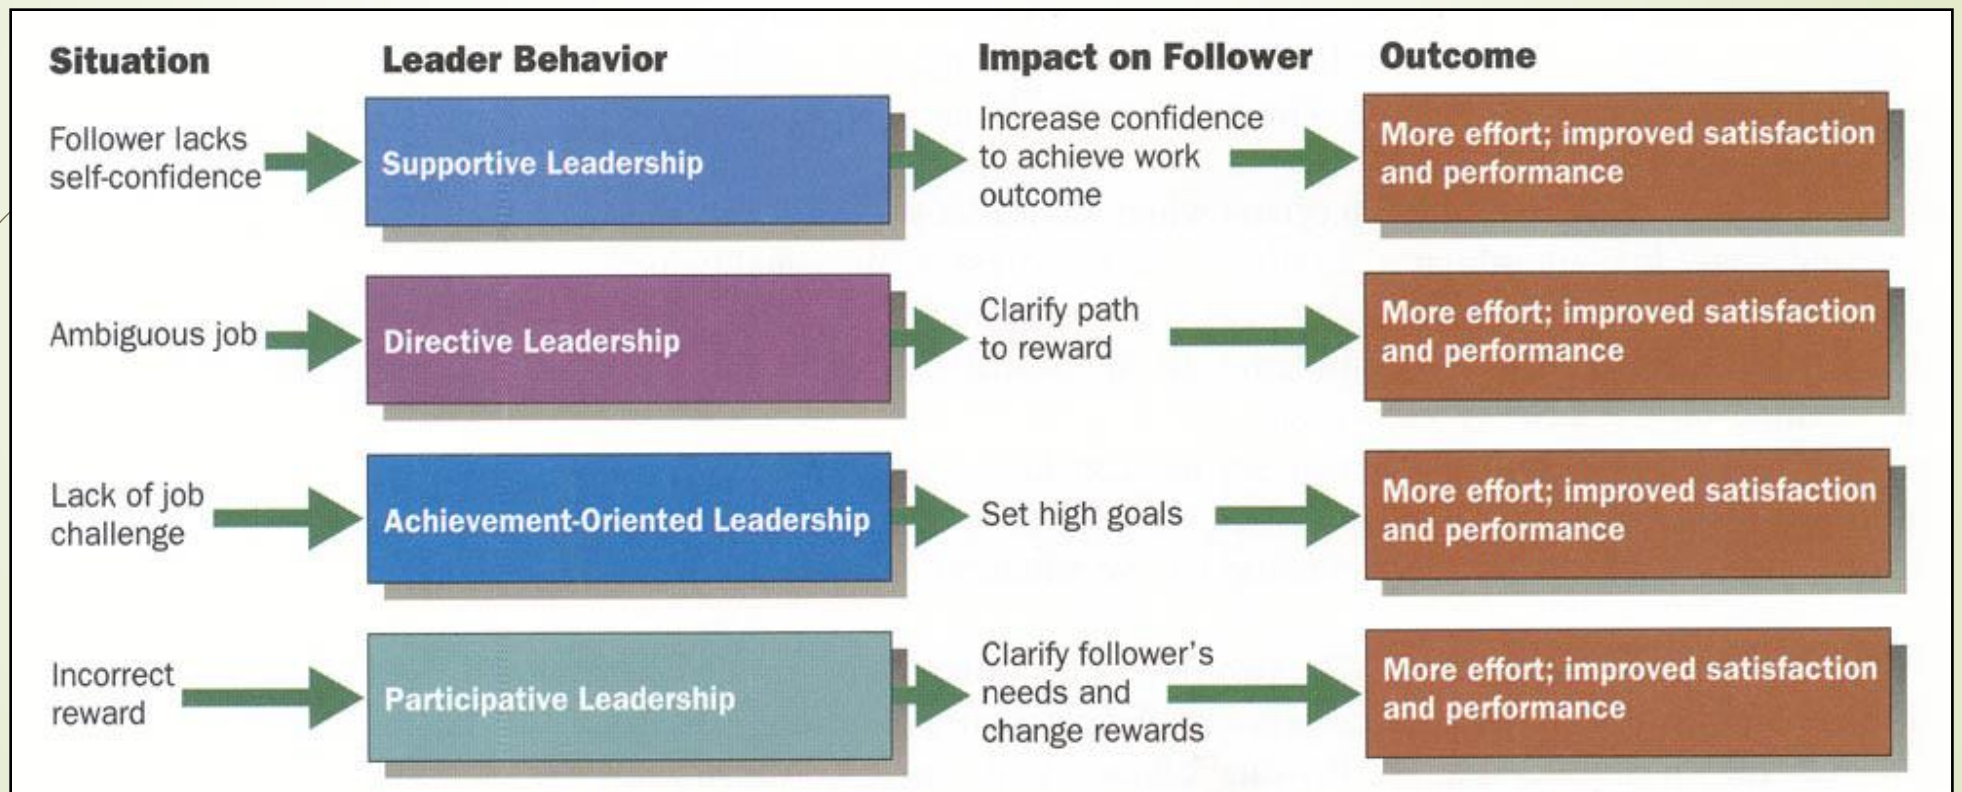 Situation
Leader Behavior
Impact on Follower
Outcome
Follower lacks
self-confidence
Supportive Leadership
Increase confidence
to achieve work
outcome
More effort; improved satisfaction
and performance
Ambiguous job
Directive Leadership
Clarify path
to reward
More effort; improved satisfaction
and performance
Lack of job
challenge
Achievement-Oriented Leadership
Set high goals
More effort; improved satisfaction
and performance
Incorrect
reward
Participative Leadership
Clarify follower's
needs and
change rewards
More effort; improved satisfaction
and performance